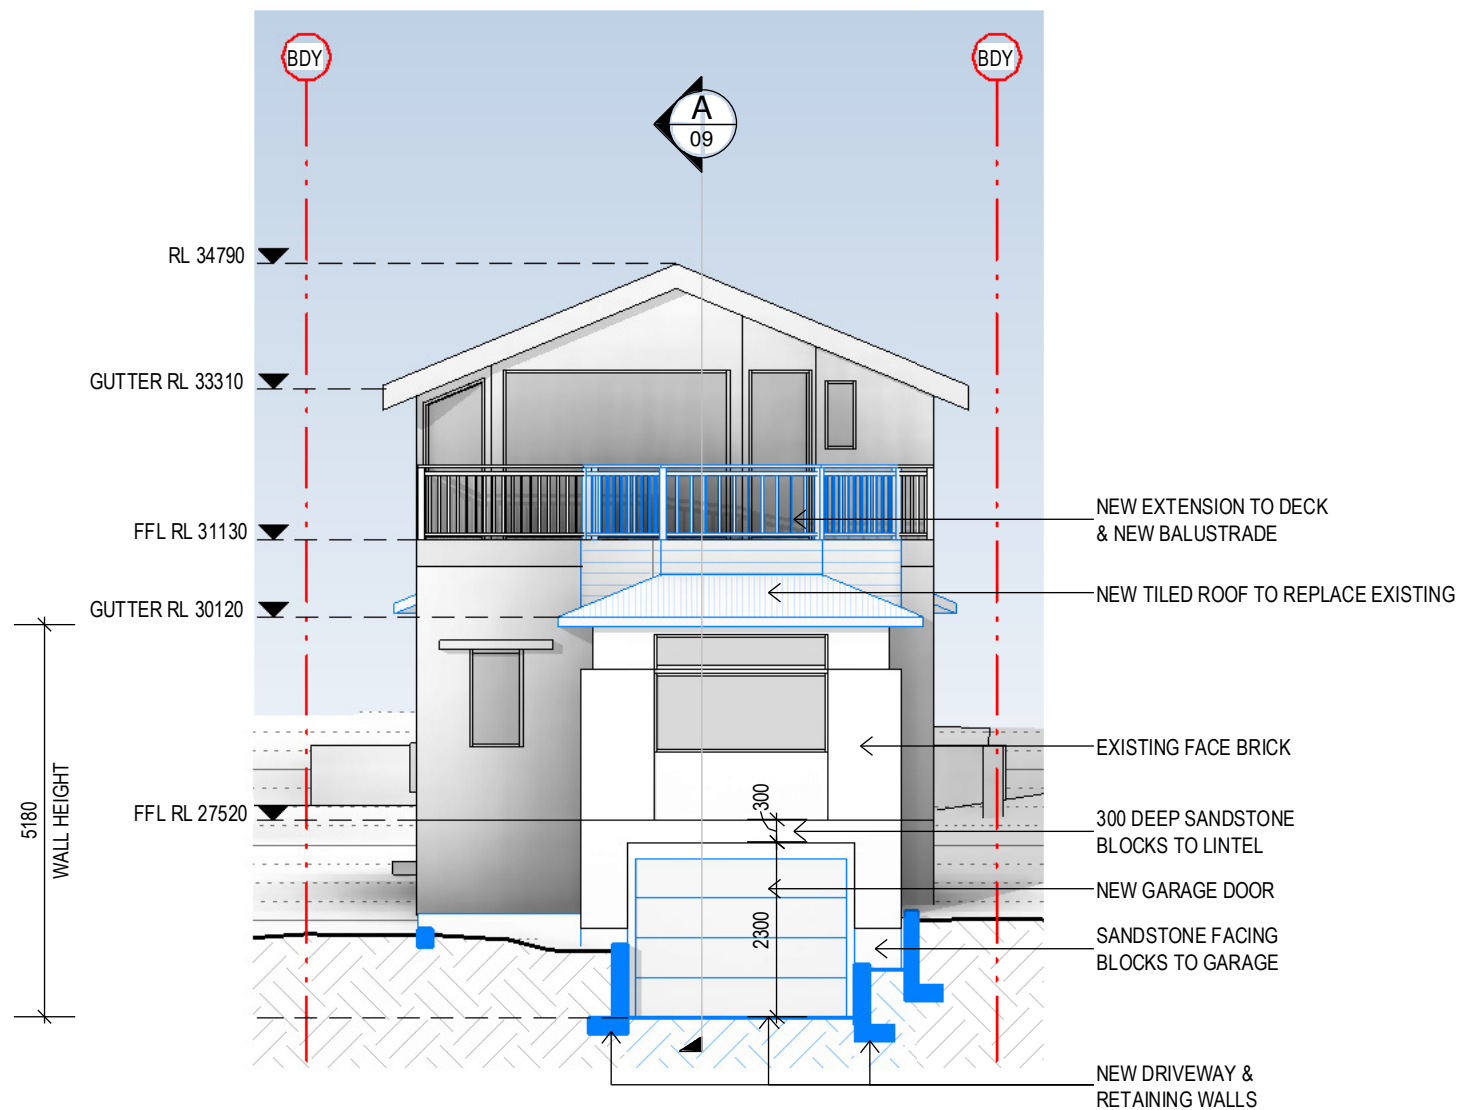 BDY
BDY
A
09
RL 34790
GUTTER RL 33310
FFL RL 31130
GUTTER RL 30120
FFL RL 27520
5180
WALL HEIGHT
300
2300
NEW EXTENSION TO DECK
& NEW BALUSTRADE
NEW TILED ROOF TO REPLACE EXISTING
EXISTING FACE BRICK
300 DEEP SANDSTONE
BLOCKS TO LINTEL
NEW GARAGE DOOR
SANDSTONE FACING
BLOCKS TO GARAGE
NEW DRIVEWAY &
RETAINING WALLS